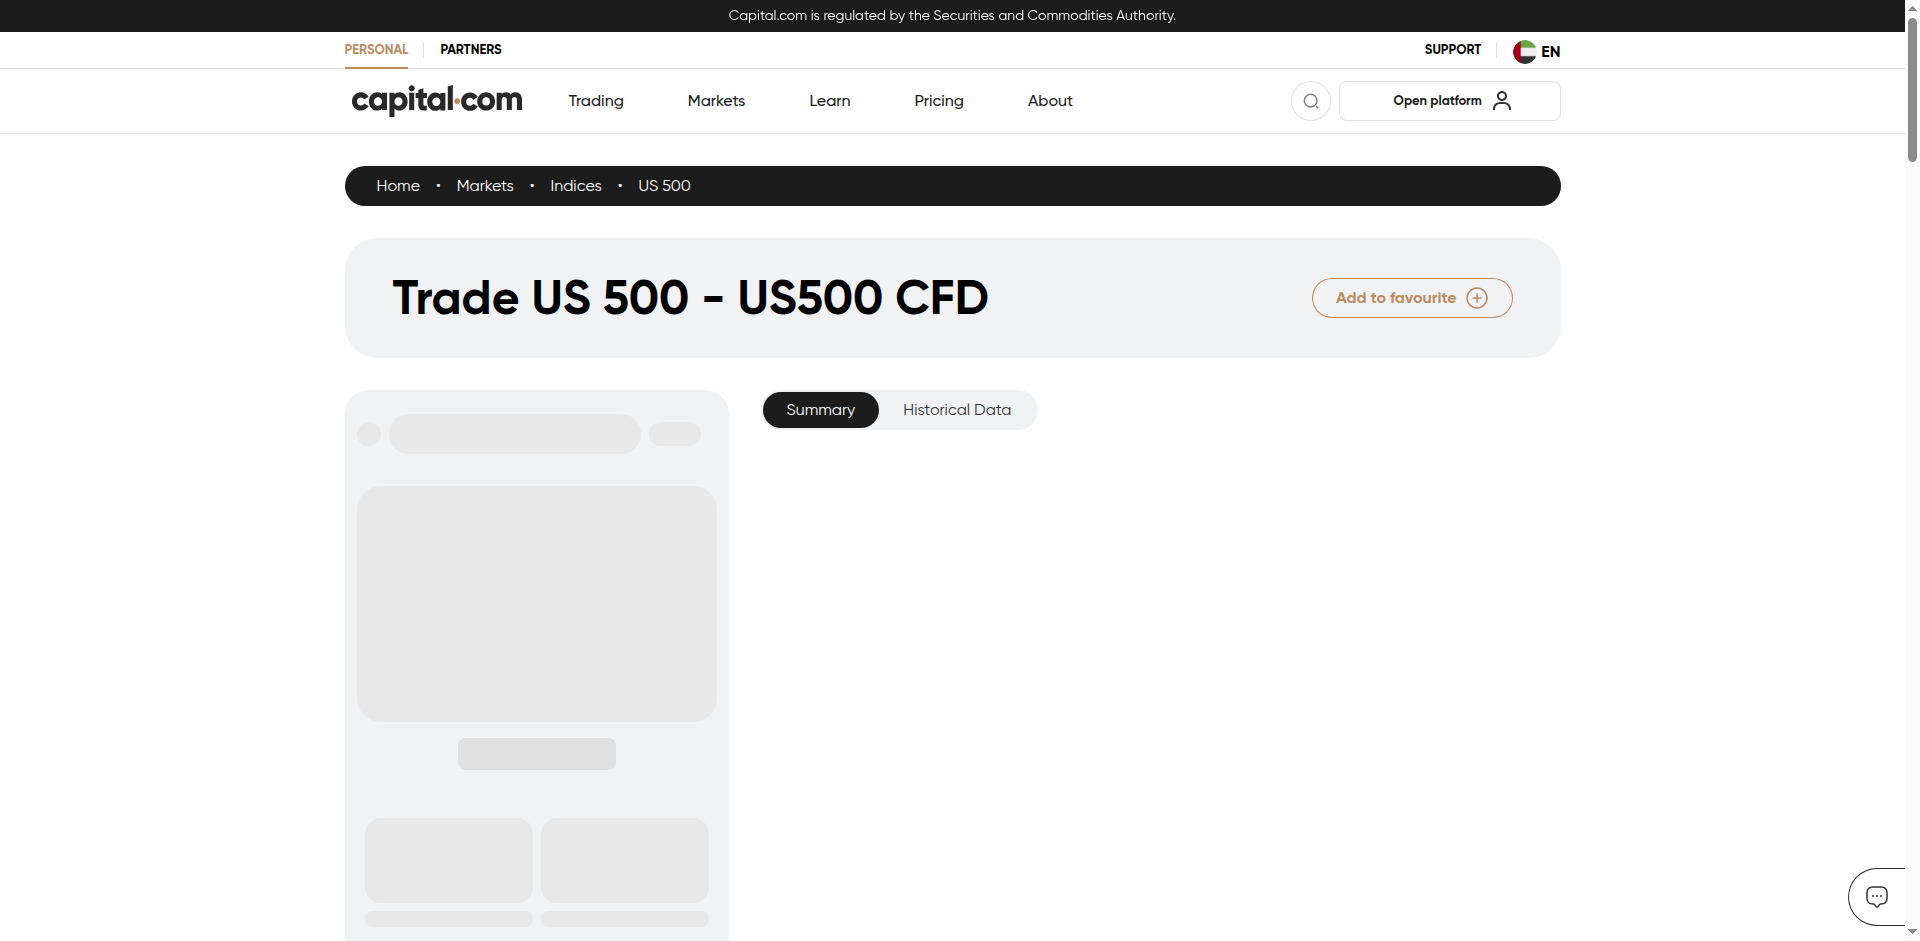 Capital.com is regulated by the Securities and Commodities Authority.
PERSONAL PARTNERS SUPPORT EN
capital.com Trading Markets Learn Pricing About Open platform
Home • Markets • Indices • US 500
Trade US 500 - US500 CFD
Add to favourite
Summary Historical Data